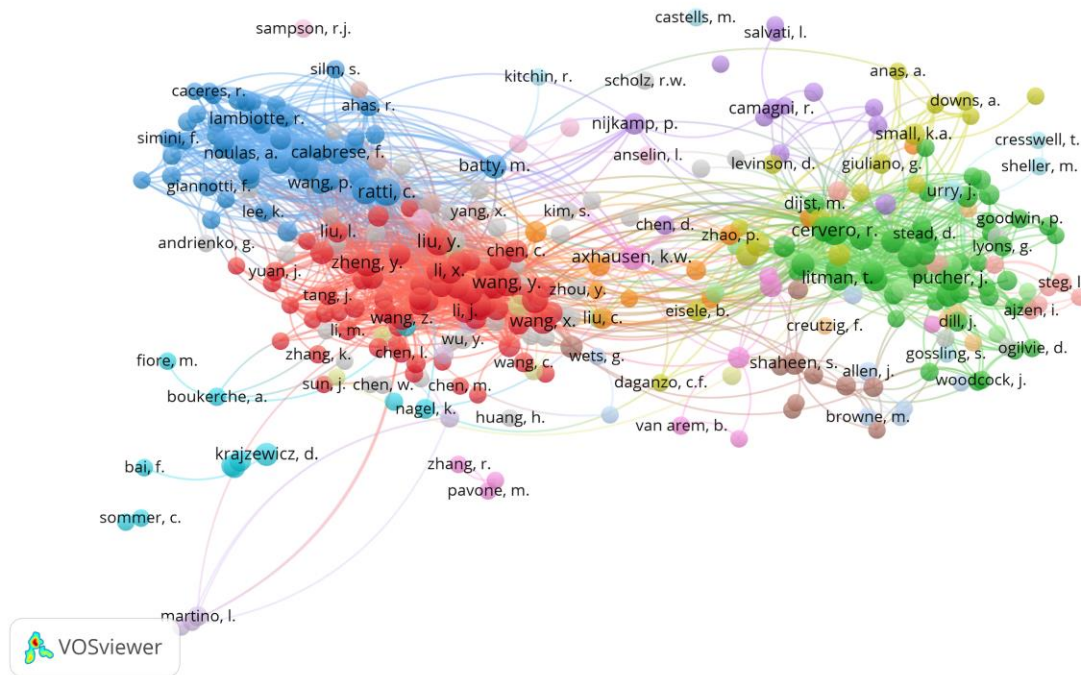 castells, m.
sampson, r.j.
salvati, l.
silm, s.
kitchin, r.
scholz, r.w.
anas, a.
caceres, r.
ahas, r.
camagni, r.
downs, a.
lambiotte, r.
nijkamp, p.
small, k.a.
cresswell, t.
simini, f.
noulas, a.
calabrese, f.
batty, m.
anselin, l.
levinson, d.
giuliano, g.
sheller, m.
giannotti, f.
wang, p.
ratti, c.
dijst, m.
urry, j.
lee, k.
yang, x.
kim, s.
chen, d.
goodwin, p.
liu, l.
liu, y.
cervero, r.
stead, d.
andrienko, g.
chen, c.
zhao, p.
lyons, g.
yuan, j.
zheng, y.
li, x.
axhausen, k.w.
litman, t.
pucher, j.
steg, l
wang, y.
zhou, y.
tang, j.
li, j.
eisele, b.
ajzen, i.
wang, z.
wang, x.
liu, c.
creutzig, f.
dill, j.
li, m.
wu, y.
zhang, k.
chen, l.
wang, c.
wets, g.
shaheen, s.
gossling, s.
ogilvie, d.
fiore, m.
sun, j.
chen, w.
chen, m.
daganzo, c.f.
allen, j.
woodcock, j.
boukerche, a.
nagel, k.
huang, h.
browne, m.
van arem, b.
krajzewicz, d.
bai, f.
zhang, r.
pavone, m.
sommer, c.
martino, l.
VOSviewer